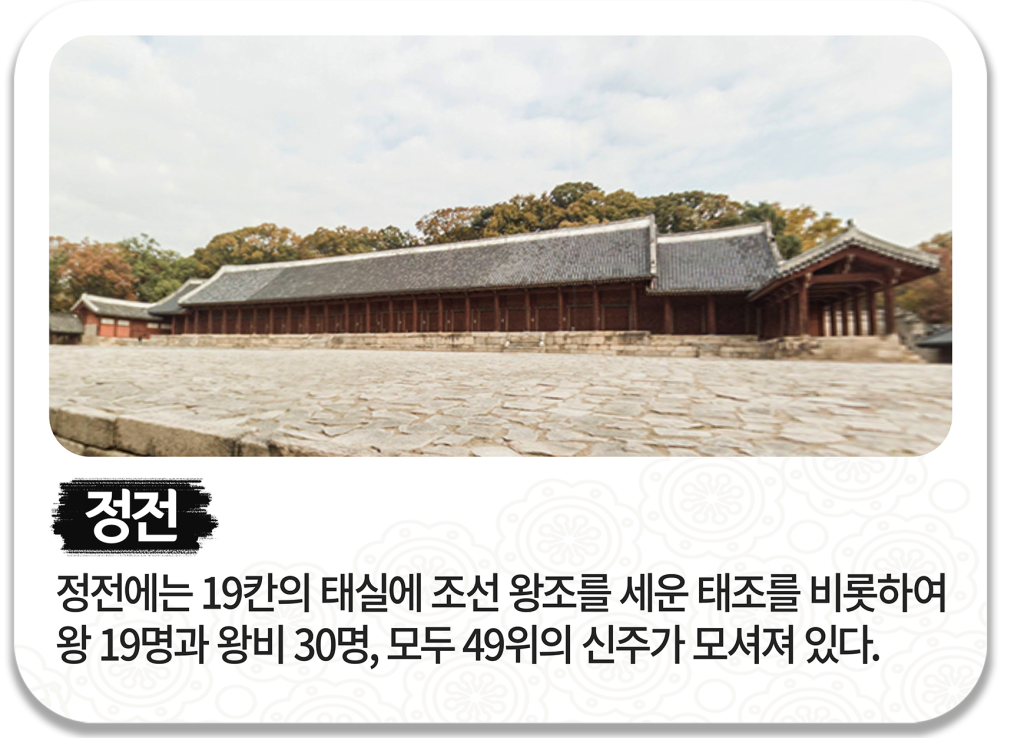 정전
정전에는 19칸의 태실에 조선 왕조를 세운 태조를 비롯하여
왕 19명과 왕비 30명, 모두 49위의 신주가 모셔져 있다.